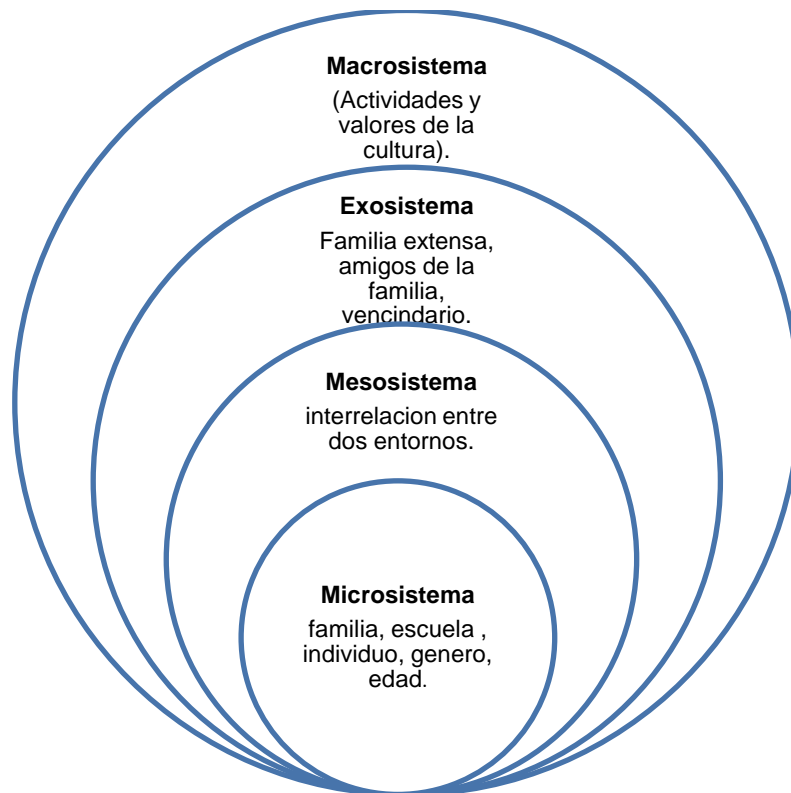 Macrosistema
(Actividades y
valores de la
cultura).
Exosistema
Familia extensa,
amigos de la
familia,
vencindario.
Mesosistema
interrelacion entre
dos entornos.
Microsistema
familia, escuela ,
individuo, genero,
edad.